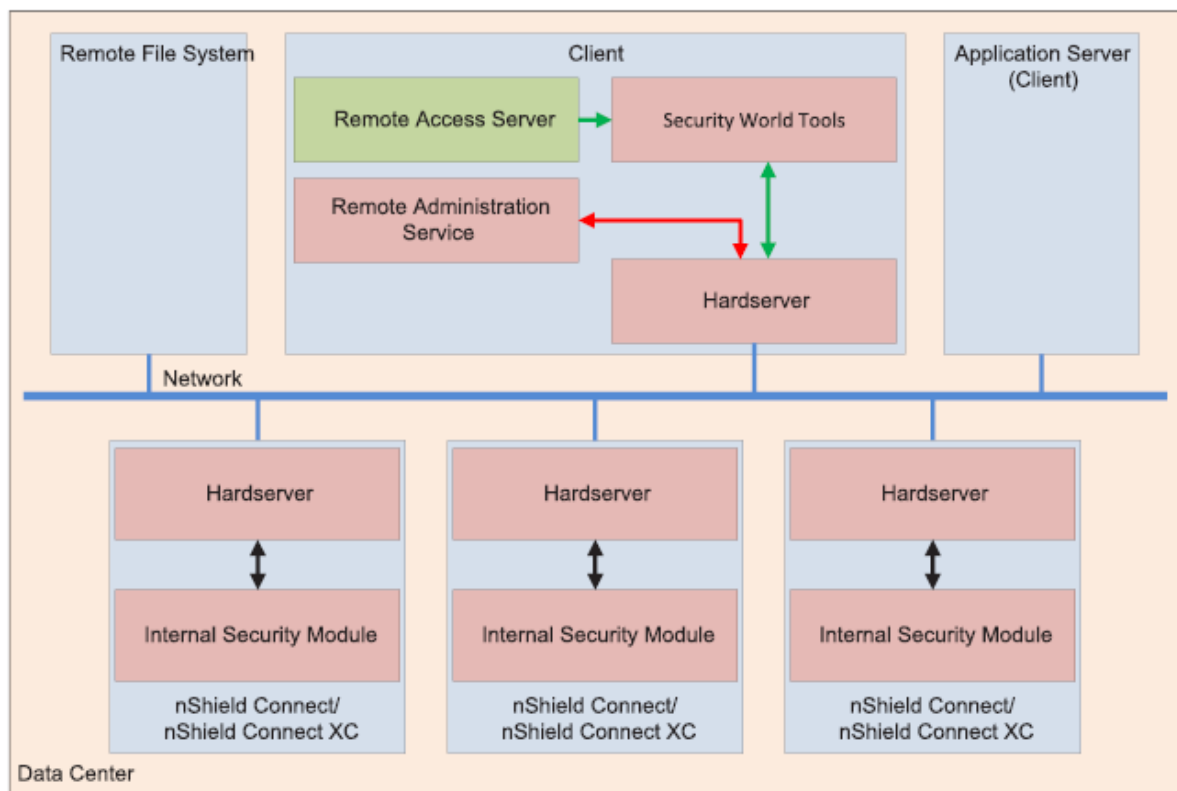 Remote File System
Client
Application Server
(Client)
Remote Access Server
Security World Tools
Remote Administration
Service
Hardserver
Network
Hardserver
Hardserver
Hardserver
Internal Security Module
Internal Security Module
Internal Security Module
nShield Connect/
nShield Connect XC
nShield Connect/
nShield Connect XC
nShield Connect/
nShield Connect XC
Data Center